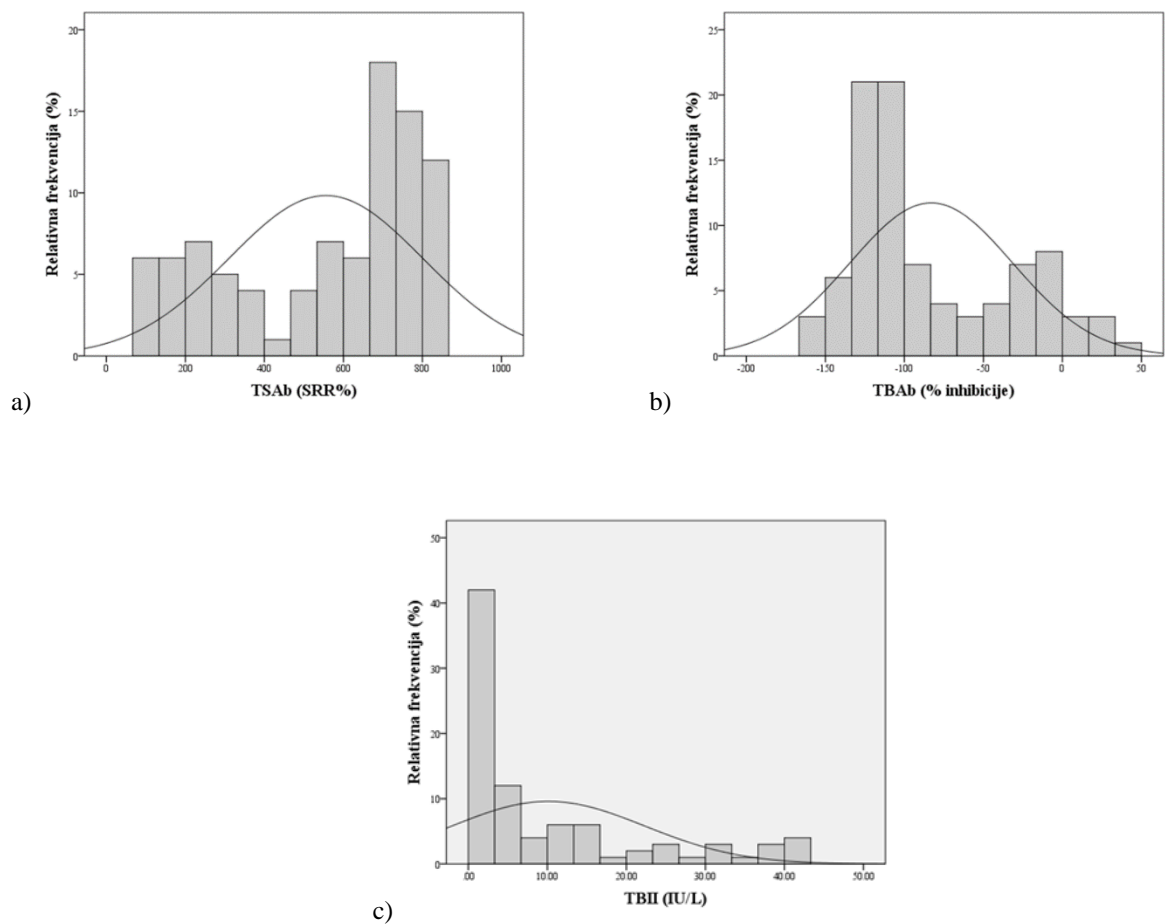 20
15
10
5
0
Relativna frekvencija (%)
0 200 400 600 800 1000
TSAb (SRR%)
a)
25
20
15
10
5
0
Relativna frekvencija (%)
-200 -150 -100 -50 0 50
TBAb (% inhibicije)
b)
50
40
30
20
10
0
Relativna frekvencija (%)
.00 10.00 20.00 30.00 40.00 50.00
TBII (IU/L)
c)